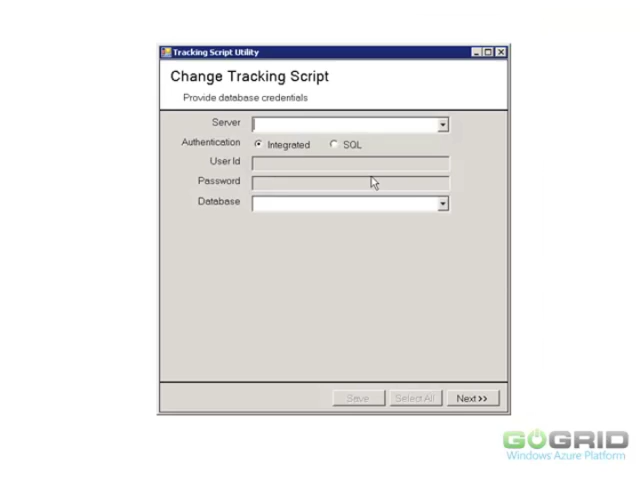 Tracking Script Utility
Change Tracking Script
Provide database credentials
Server
Authentication Integrated SQL
User Id
Password
Database
Save Select All Next>>
GOGRID
Windows Azure Platform